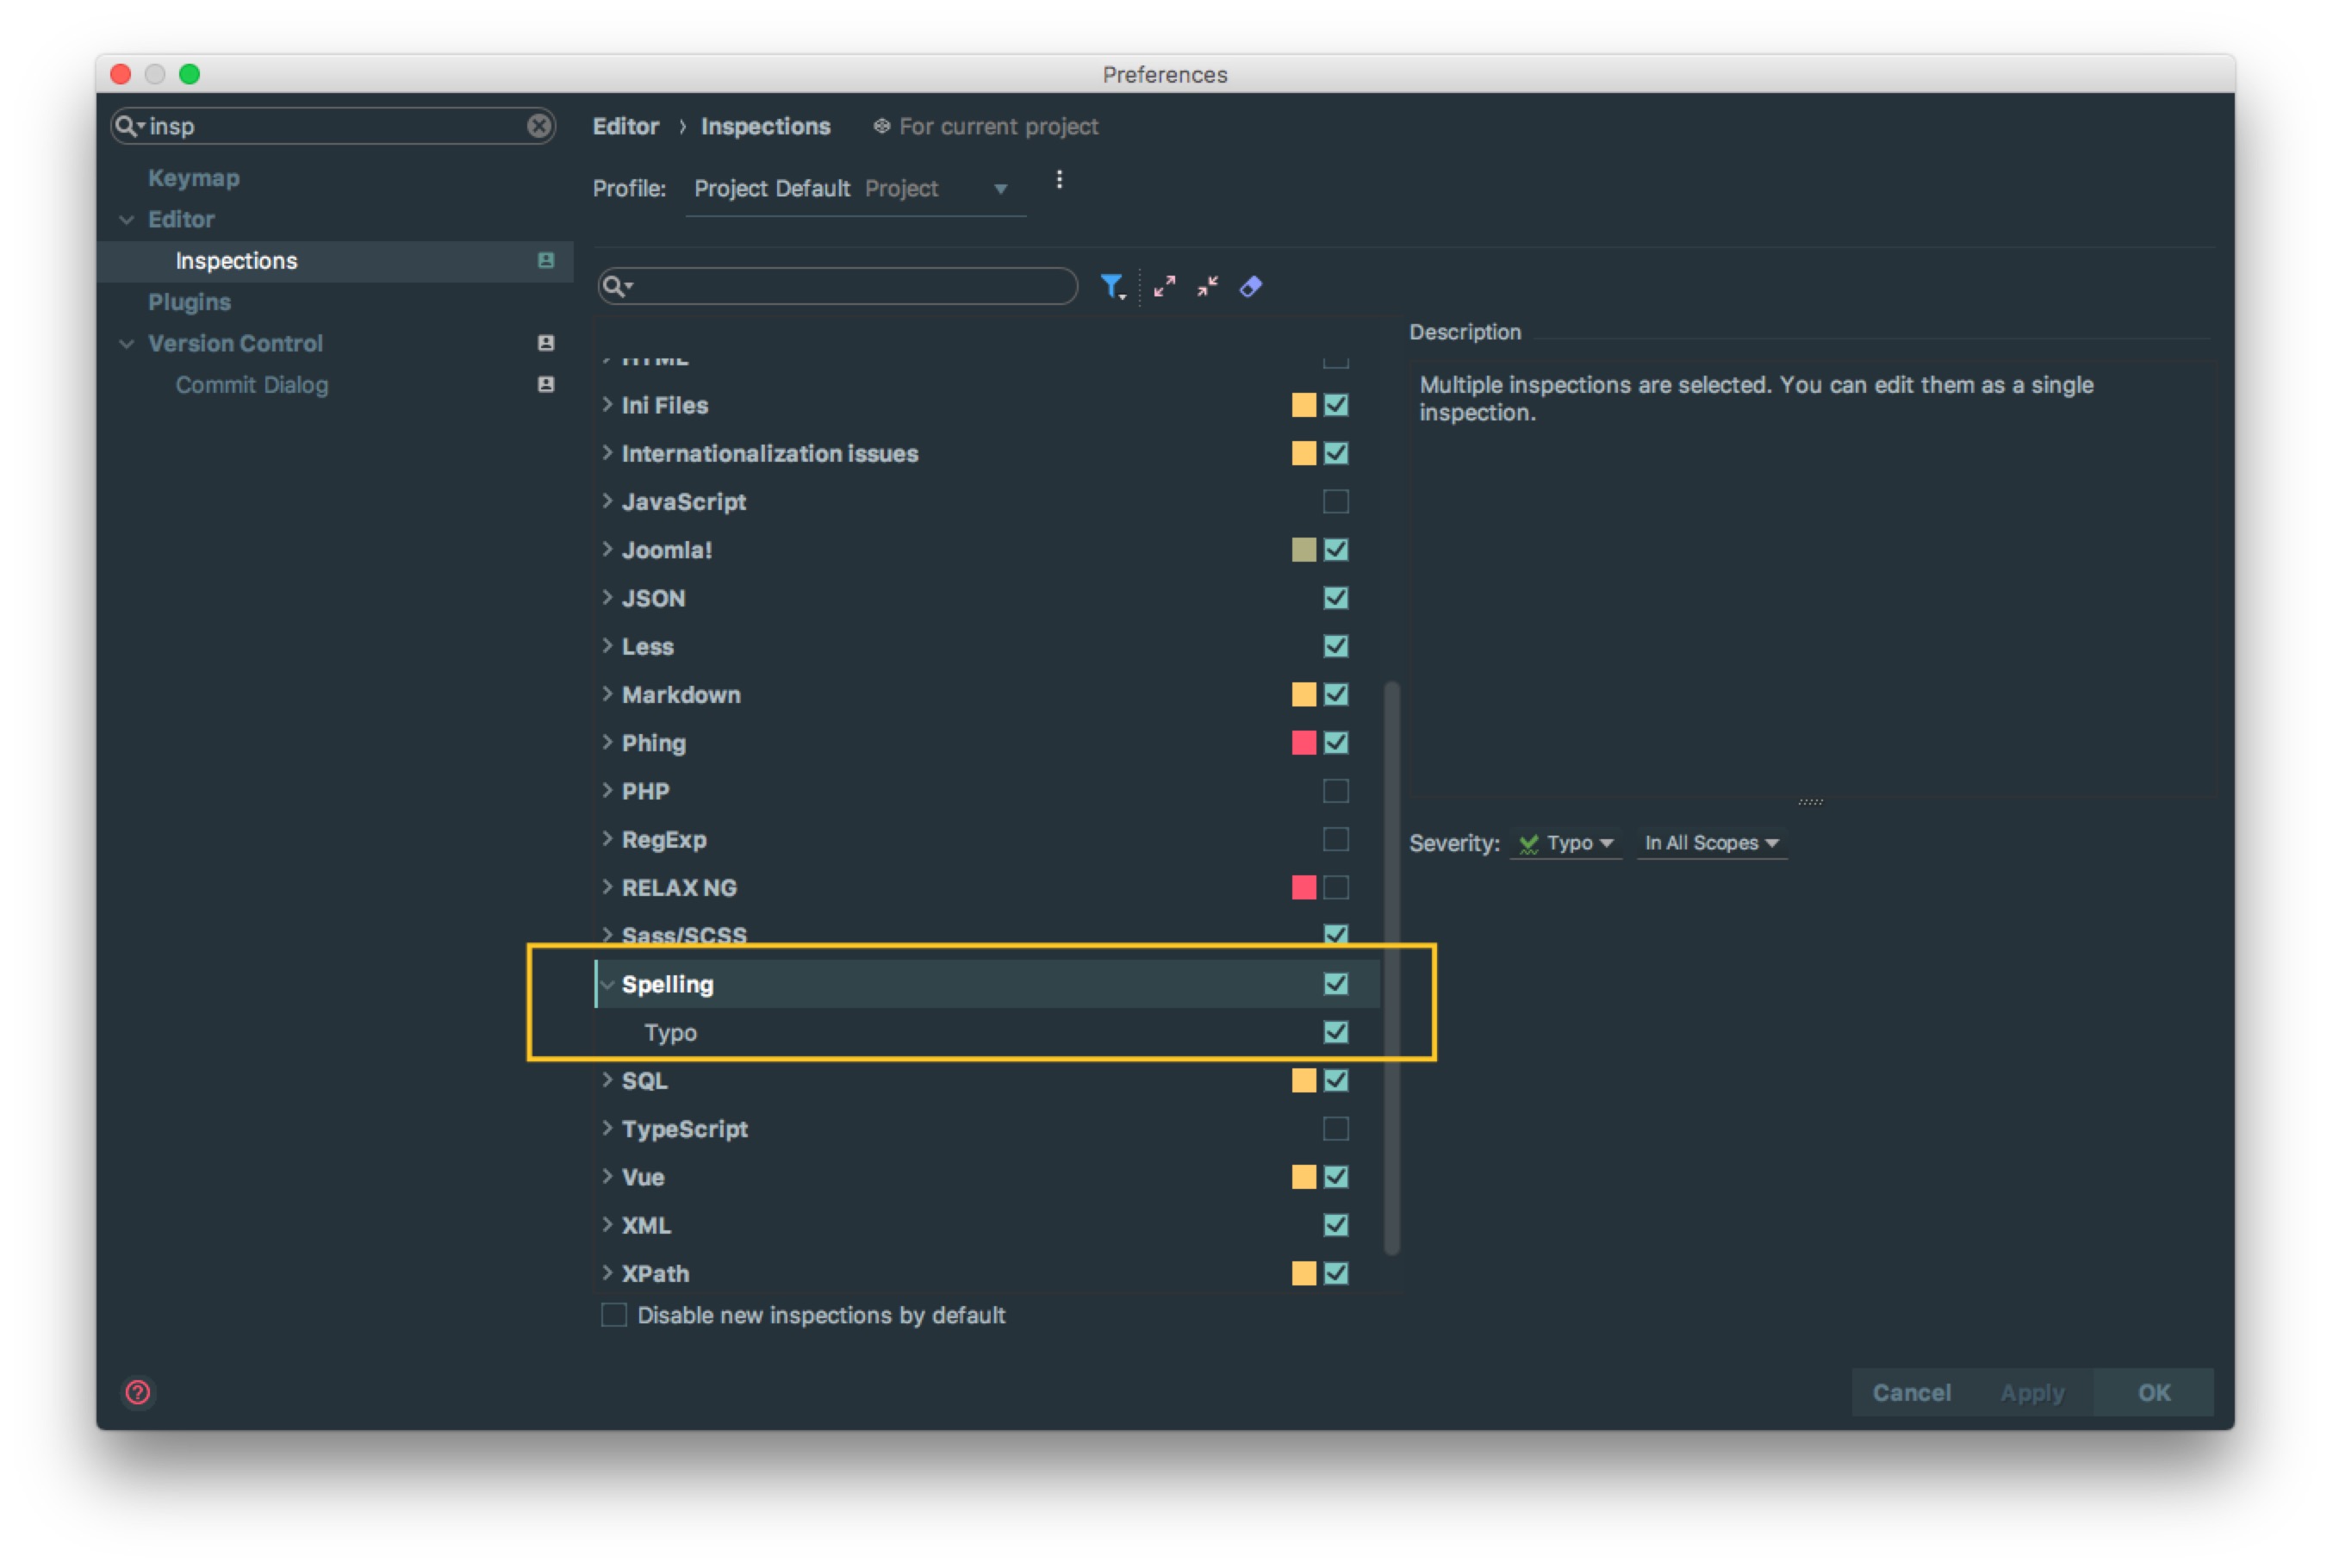 Preferences
insp
Keymap
Editor
Inspections
Plugins
Version Control
Commit Dialog
Editor › Inspections For current project
Profile: Project Default Project
HTML
Ini Files
Internationalization issues
JavaScript
Joomla!
JSON
Less
Markdown
Phing
PHP
RegExp
RELAX NG
Sass/SCSS
Spelling
Typo
SQL
TypeScript
Vue
XML
XPath
Disable new inspections by default
Description
Multiple inspections are selected. You can edit them as a single
inspection.
Severity: Typo In All Scopes
?
Cancel Apply OK